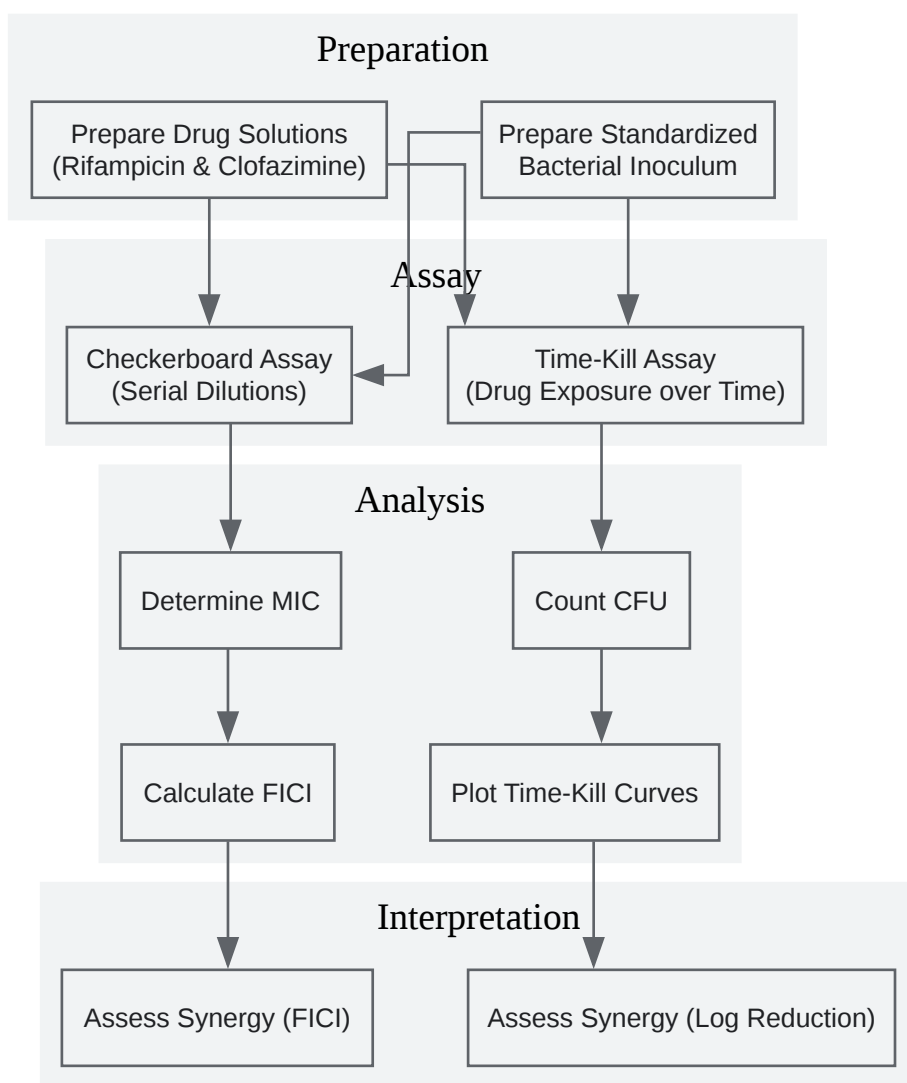 Preparation
Prepare Drug Solutions
(Rifampicin & Clofazimine)
Prepare Standardized
Bacterial Inoculum
Assay
Checkerboard Assay
(Serial Dilutions)
Time-Kill Assay
(Drug Exposure over Time)
Analysis
Determine MIC
Count CFU
Calculate FICI
Plot Time-Kill Curves
Interpretation
Assess Synergy (FICI)
Assess Synergy (Log Reduction)